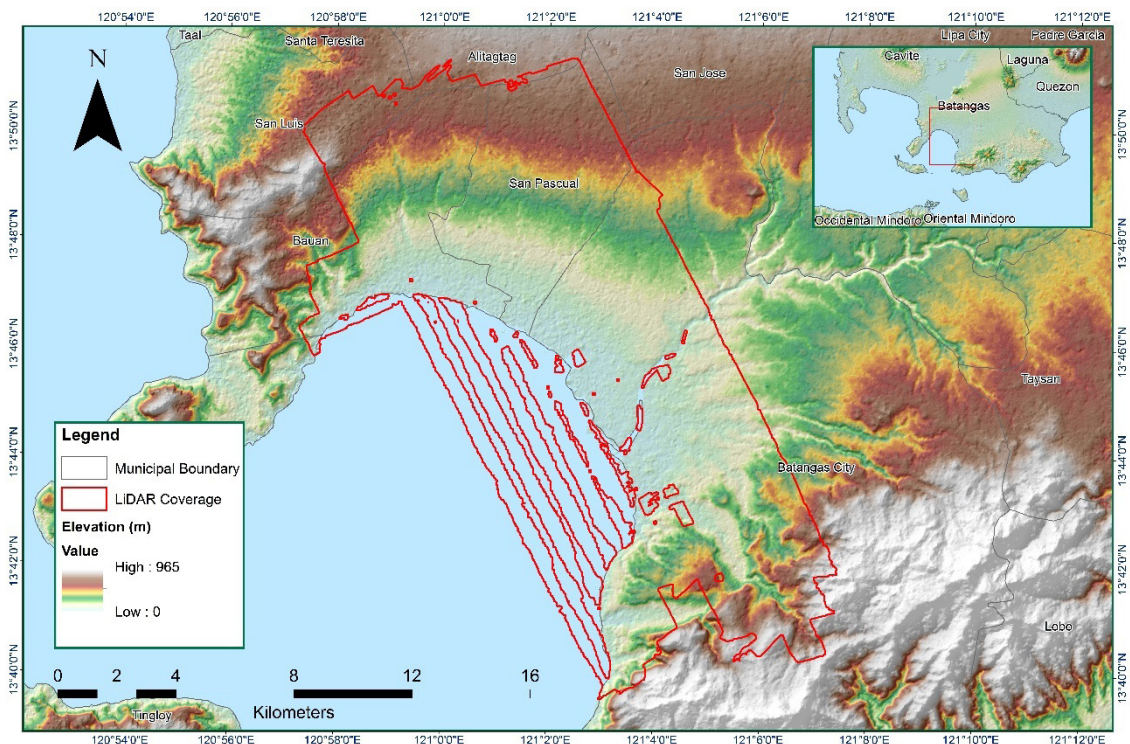 120°54'0"E 120°56'0"E 120°58'0"E 121°0'0"E 121°2'0"E 121°4'0"E 121°6'0"E 121°8'0"E 121°10'0"E 121°12'0"E
Taal
Santa Teresita
Alitagtag
San Jose
Lipa City
Padre Garcia
N
Cavite
Laguna
Quezon
Batangas
Occidental Mindoro
Oriental Mindoro
San Luis
San Pascual
Bauan
Taysan
Batangas City
Lobo
Tingloy
13°50'0"N
13°48'0"N
13°46'0"N
13°44'0"N
13°42'0"N
13°40'0"N
13°50'0"N
13°48'0"N
13°46'0"N
13°44'0"N
13°42'0"N
13°40'0"N
Legend
Municipal Boundary
LiDAR Coverage
Elevation (m)
Value
High : 965
Low : 0
0 2 4 8 12 16
Kilometers
120°54'0"E 120°56'0"E 120°58'0"E 121°0'0"E 121°2'0"E 121°4'0"E 121°6'0"E 121°8'0"E 121°10'0"E 121°12'0"E